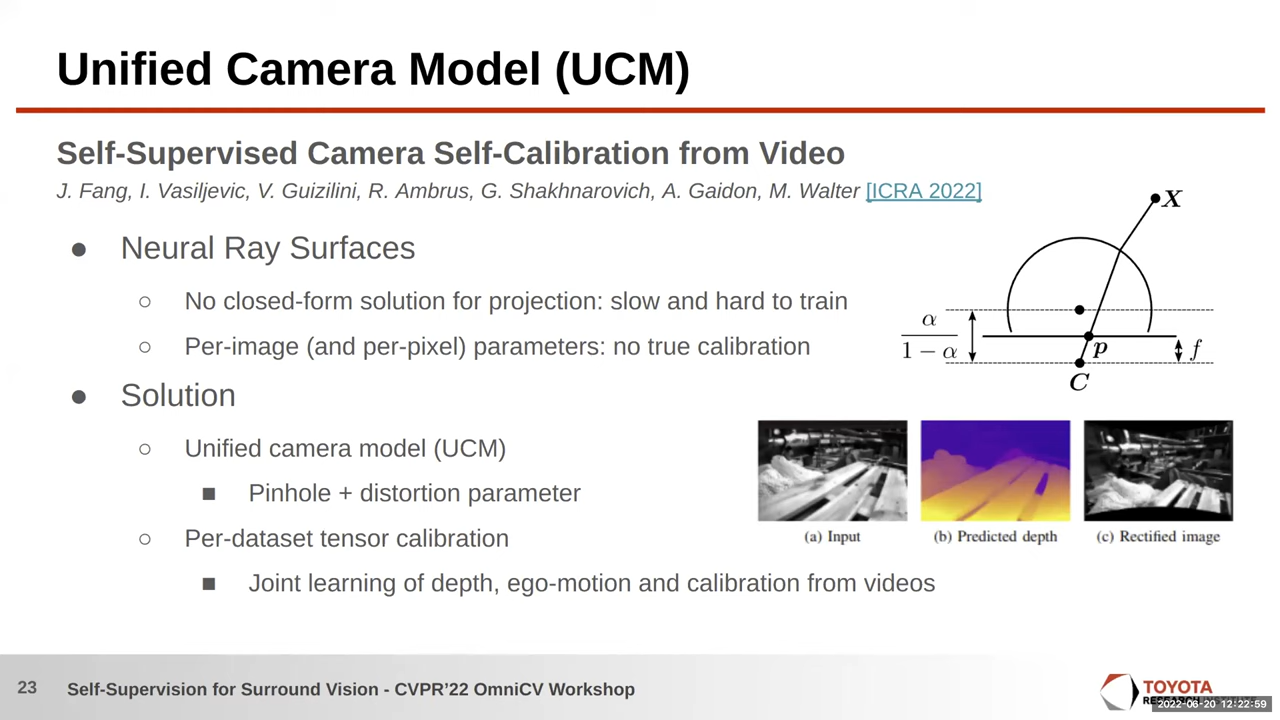 Unified Camera Model (UCM)
Self-Supervised Camera Self-Calibration from Video
J. Fang, I. Vasiljevic, V. Guizilini, R. Ambrus, G. Shakhnarovich, A. Gaidon, M. Walter [ICRA 2022]
● Neural Ray Surfaces
○ No closed-form solution for projection: slow and hard to train
○ Per-image (and per-pixel) parameters: no true calibration
● Solution
○ Unified camera model (UCM)
■ Pinhole + distortion parameter
○ Per-dataset tensor calibration
■ Joint learning of depth, ego-motion and calibration from videos
X
α
1 − α
p
f
C
(a) Input
(b) Predicted depth
(c) Rectified image
23
Self-Supervision for Surround Vision - CVPR’22 OmniCV Workshop
TOYOTA
2022-06-20 12:22:59